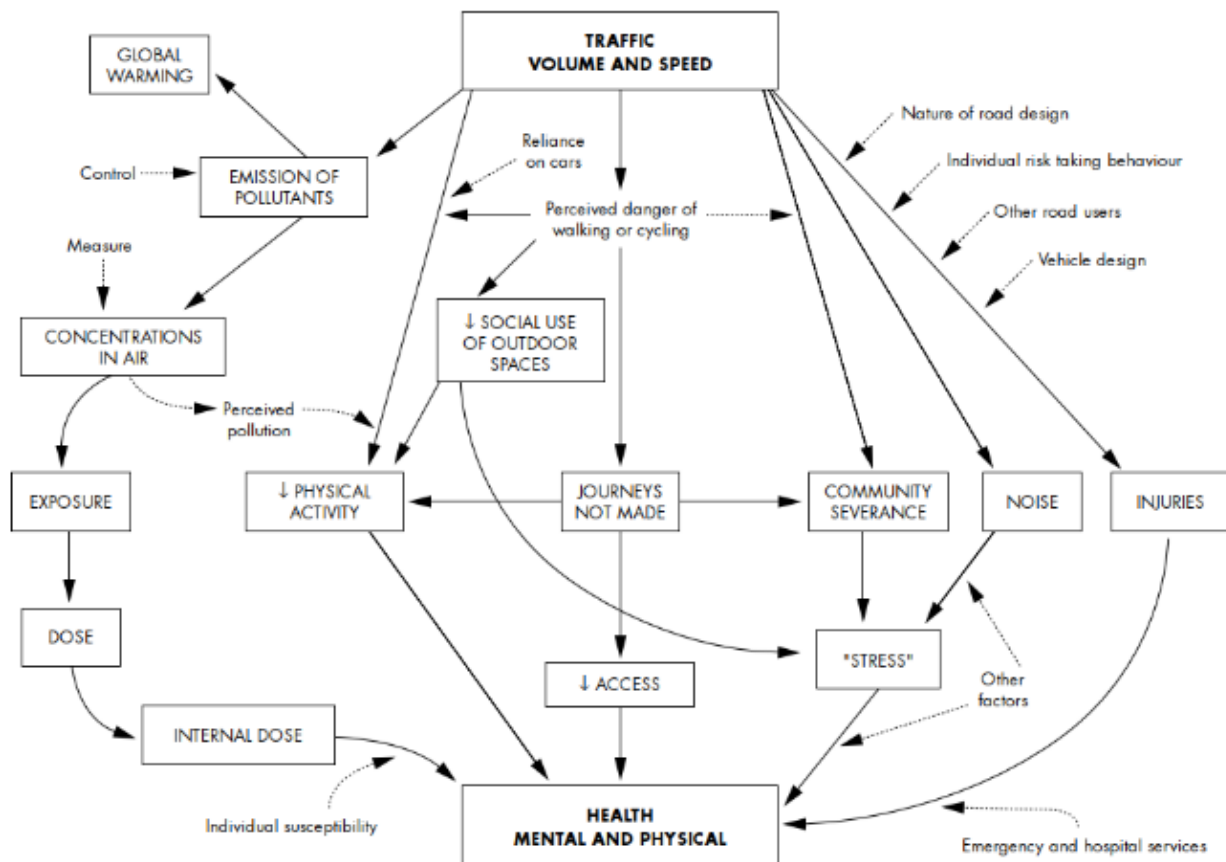 TRAFFIC
VOLUME AND SPEED
GLOBAL
WARMING
Nature of road design
Reliance
on cars
Individual risk taking behaviour
Control
EMISSION OF
POLLUTANTS
Perceived danger of
walking or cycling
Other road users
Measure
Vehicle design
CONCENTRATIONS
IN AIR
↓ SOCIAL USE
OF OUTDOOR
SPACES
Perceived
pollution
EXPOSURE
↓ PHYSICAL
ACTIVITY
JOURNEYS
NOT MADE
COMMUNITY
SEVERANCE
NOISE
INJURIES
DOSE
"STRESS"
↓ ACCESS
Other
factors
INTERNAL DOSE
Individual susceptibility
HEALTH
MENTAL AND PHYSICAL
Emergency and hospital services